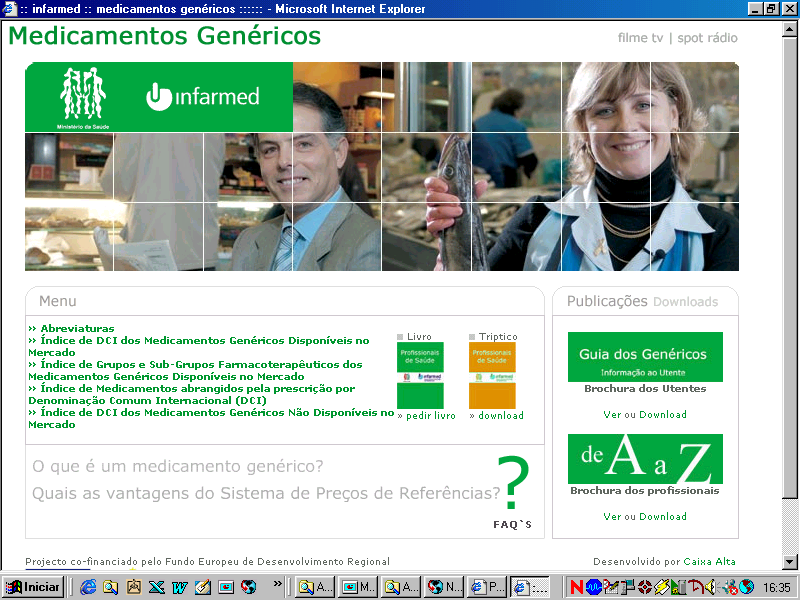 :: infarmed :: medicamentos genéricos :::::: - Microsoft Internet Explorer
Medicamentos Genéricos
filme tv | spot rádio
Ministério da Saúde
infarmed
Menu
›› Abreviaturas
›› Índice de DCI dos Medicamentos Genéricos Disponíveis no
Mercado
›› Índice de Grupos e Sub-Grupos Farmacoterapêuticos dos
Medicamentos Genéricos Disponíveis no Mercado
›› Índice de Medicamentos abrangidos pela prescrição por
Denominação Comum Internacional (DCI)
›› Índice de DCI dos Medicamentos Genéricos Não Disponíveis no
Mercado
Livro
Profissionais
de Saúde
infarmed
» pedir livro
Triptico
Profissionais
de Saúde
infarmed
» download
Publicações Downloads
Guia dos Genéricos
Informação ao Utente
Brochura dos Utentes
Ver ou Download
de A a Z
Brochura dos profissionais
Ver ou Download
O que é um medicamento genérico?
Quais as vantagens do Sistema de Preços de Referências?
?
FAQ`S
Projecto co-financiado pelo Fundo Europeu de Desenvolvimento Regional
Desenvolvido por Caixa Alta
Iniciar
»
A...
M...
A...
N...
P...
:...
16:35